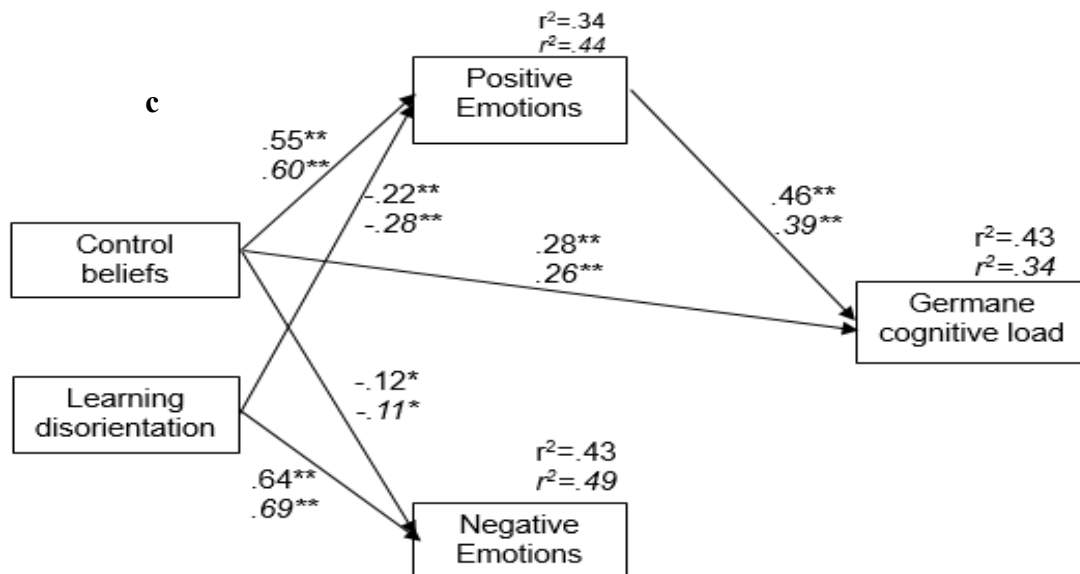 r²=.34
r²=.44
Positive
Emotions
c
.55**
.60**
-.22**
-.28**
.46**
.39**
Control
beliefs
.28**
.26**
r²=.43
r²=.34
Germane
cognitive load
Learning
disorientation
-.12*
-.11*
.64**
.69**
r²=.43
r²=.49
Negative
Emotions